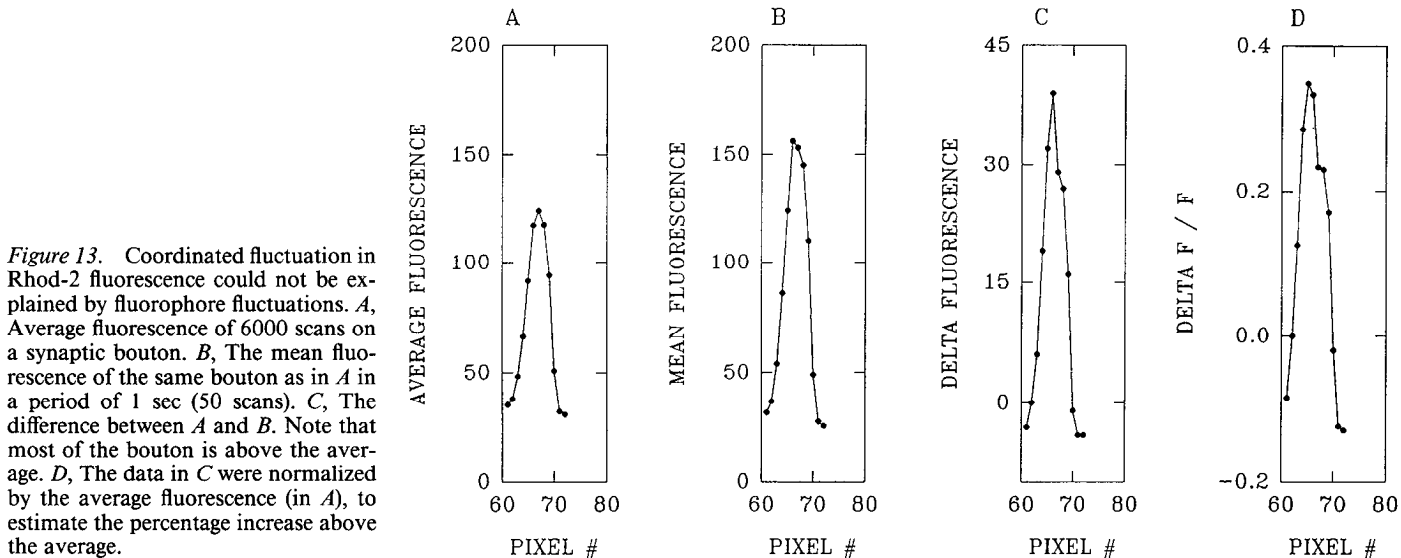 Figure 13. Coordinated fluctuation in
Rhod-2 fluorescence could not be ex-
plained by fluorophore fluctuations. A,
Average fluorescence of 6000 scans on
a synaptic bouton. B, The mean fluo-
rescence of the same bouton as in A in
a period of 1 sec (50 scans). C, The
difference between A and B. Note that
most of the bouton is above the aver-
age. D, The data in C were normalized
by the average fluorescence (in A), to
estimate the percentage increase above
the average.
A
AVERAGE FLUORESCENCE
200
150
100
50
0
60 70 80
PIXEL #
B
MEAN FLUORESCENCE
200
150
100
50
0
60 70 80
PIXEL #
C
DELTA FLUORESCENCE
45
30
15
0
60 70 80
PIXEL #
D
DELTA F / F
0.4
0.2
0.0
-0.2
60 70 80
PIXEL #